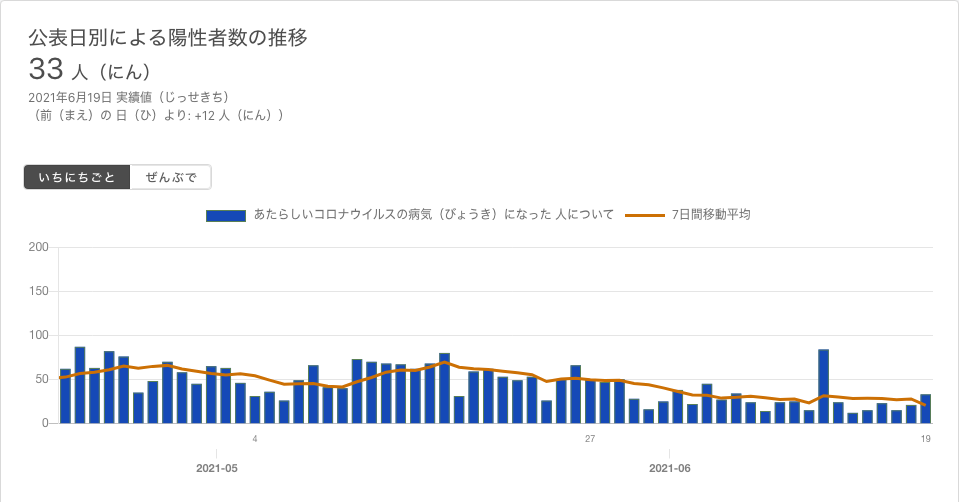 公表日別による陽性者数の推移
33 人（にん）
2021年6月19日 実績値（じっせきち）
（前（まえ）の 日（ひ）より: +12 人（にん））
いちにちごと ぜんぶで
あたらしいコロナウイルスの病気（びょうき）になった 人について 7日間移動平均
200
150
100
50
0
4 27 19
2021-05 2021-06